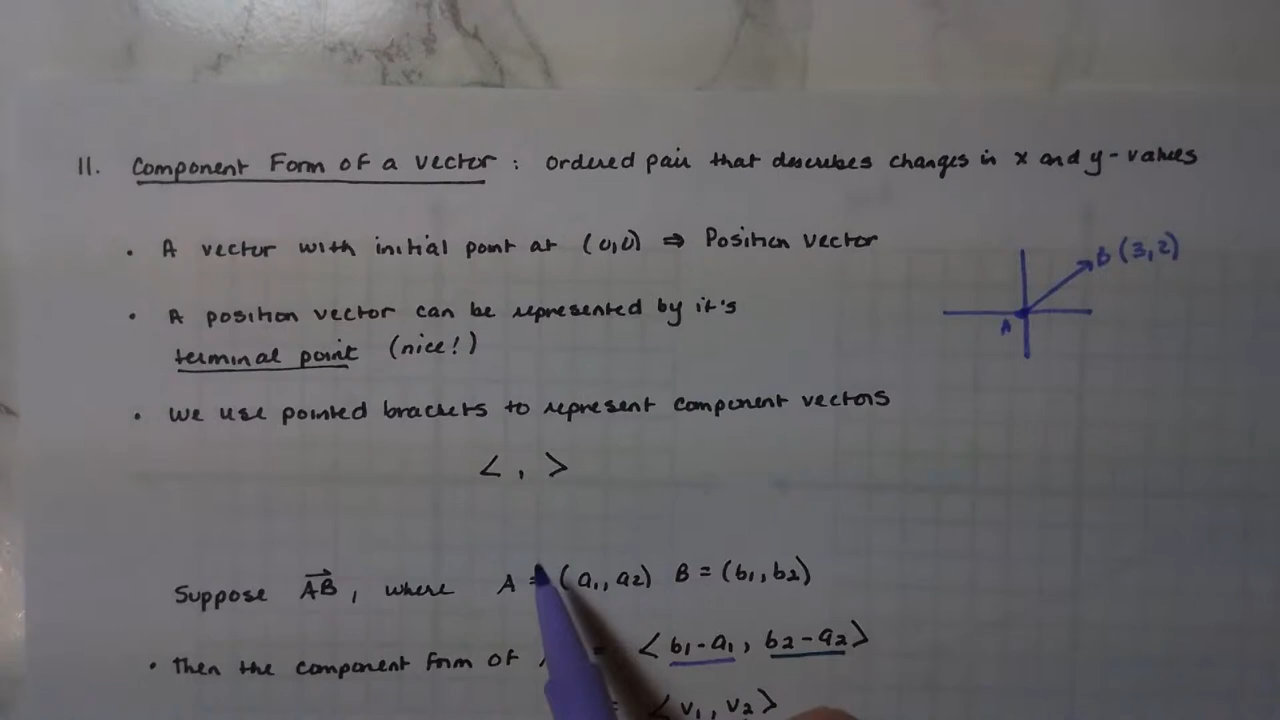 11. Component Form of a vector : ordered pair that describes changes in x and y-values
• A vector with initial point at (0,0) ⇒ Position vector
B (3,2)
A
• A position vector can be represented by it's
terminal point (nice!)
• We use pointed brackets to represent component vectors
< , >
Suppose AB, where A = (a1, a2) B = (b1, b2)
• Then the component form of = <b1-a1, b2-a2>
= <v1, v2>